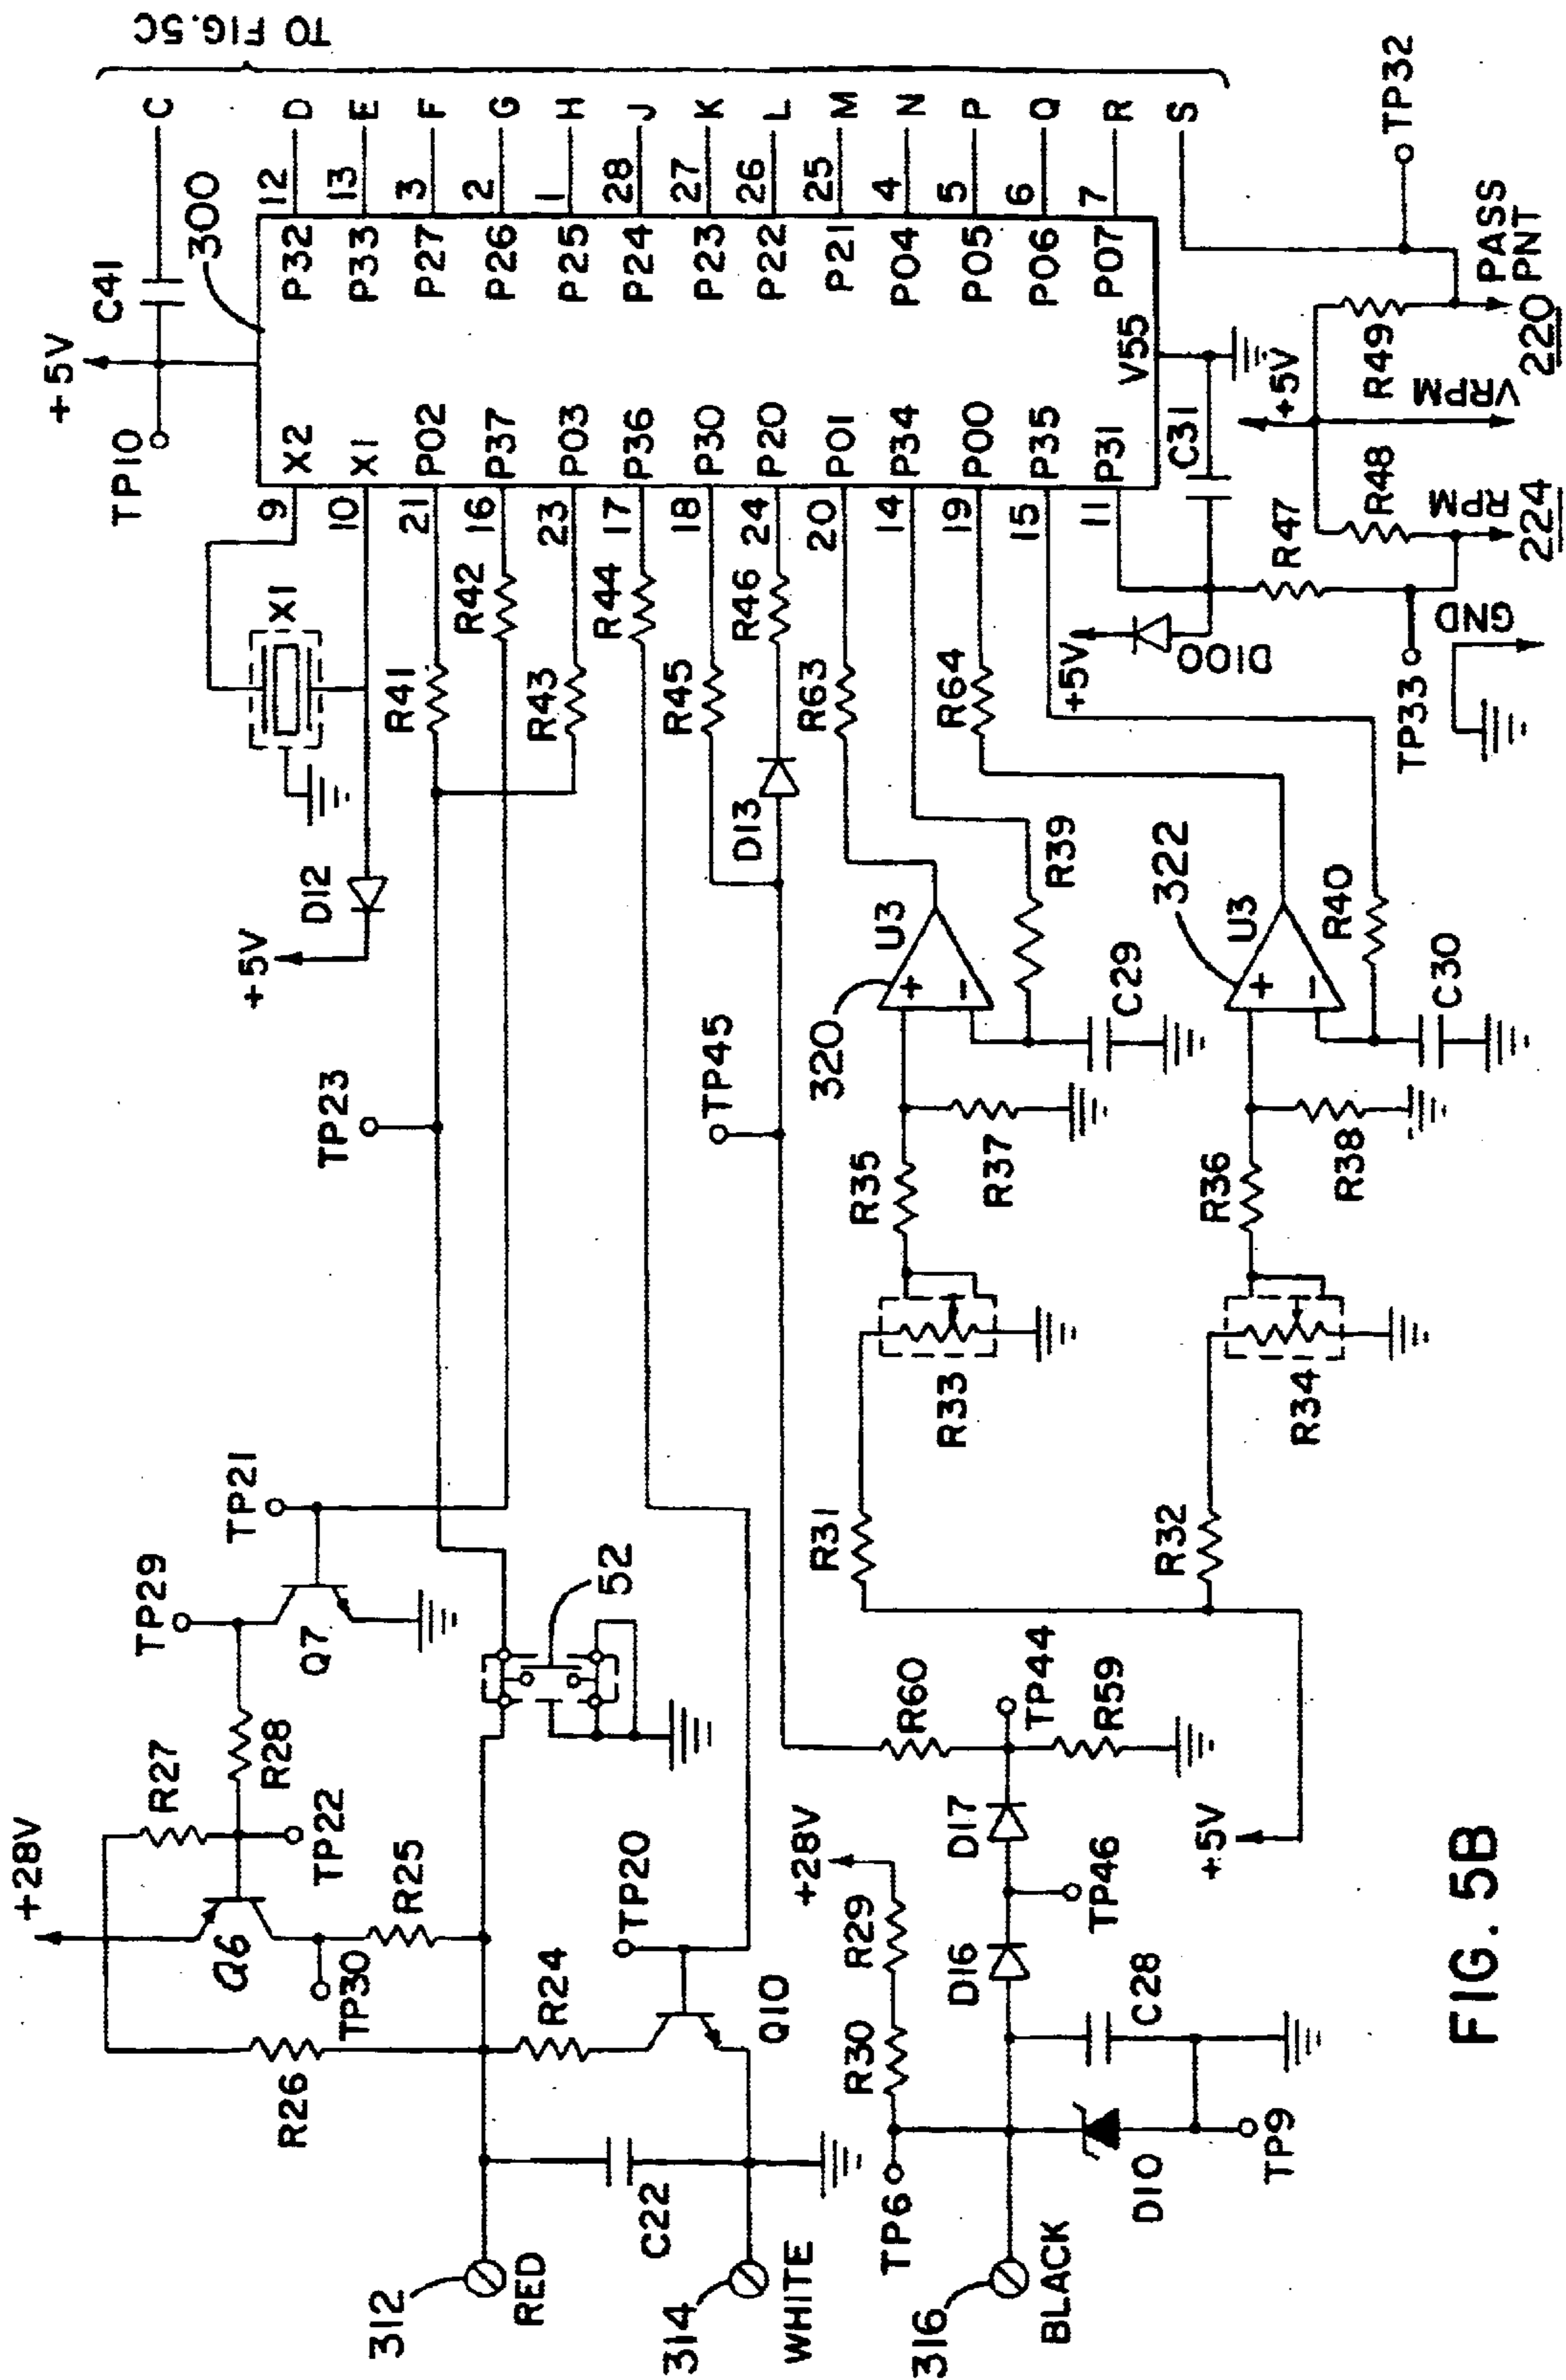 +28V
R27
TP29
TP21
Q6
R28
Q7
TP22
R26
TP30
R25
312
RED
R24
TP20
52
C22
Q10
314
WHITE
TP23
+5V
D12
X1
R41
R42
R43
R44
R45
R46
TP45
D13
TP10
+5V
C41
C
300
TO FIG.5C
9 X2
10 X1
21 P02
16 P37
23 P03
17 P36
18 P30
24 P20
20 P01
14 P34
19 P00
15 P35
11 P31
V55
P32 12 D
P33 13 E
P27 3 F
P26 2 G
P25 1 H
P24 28 J
P23 27 K
P22 26 L
P21 25 M
P04 4 N
P05 5 P
P06 6 Q
P07 7 R
S
+28V
TP6
R30
R29
R60
316
BLACK
D16
D17
TP44
TP46
R59
C28
D10
TP9
+5V
R31
R33
R35
R37
320
U3
+
−
R39
C29
R63
R32
R34
R36
R38
322
U3
+
−
R40
C30
R64
+5V
D100
C31
R47
TP33
GND
+5V
R48
RPM
224
VRPM
R49
PASS
PNT
220
TP32
FIG. 5B